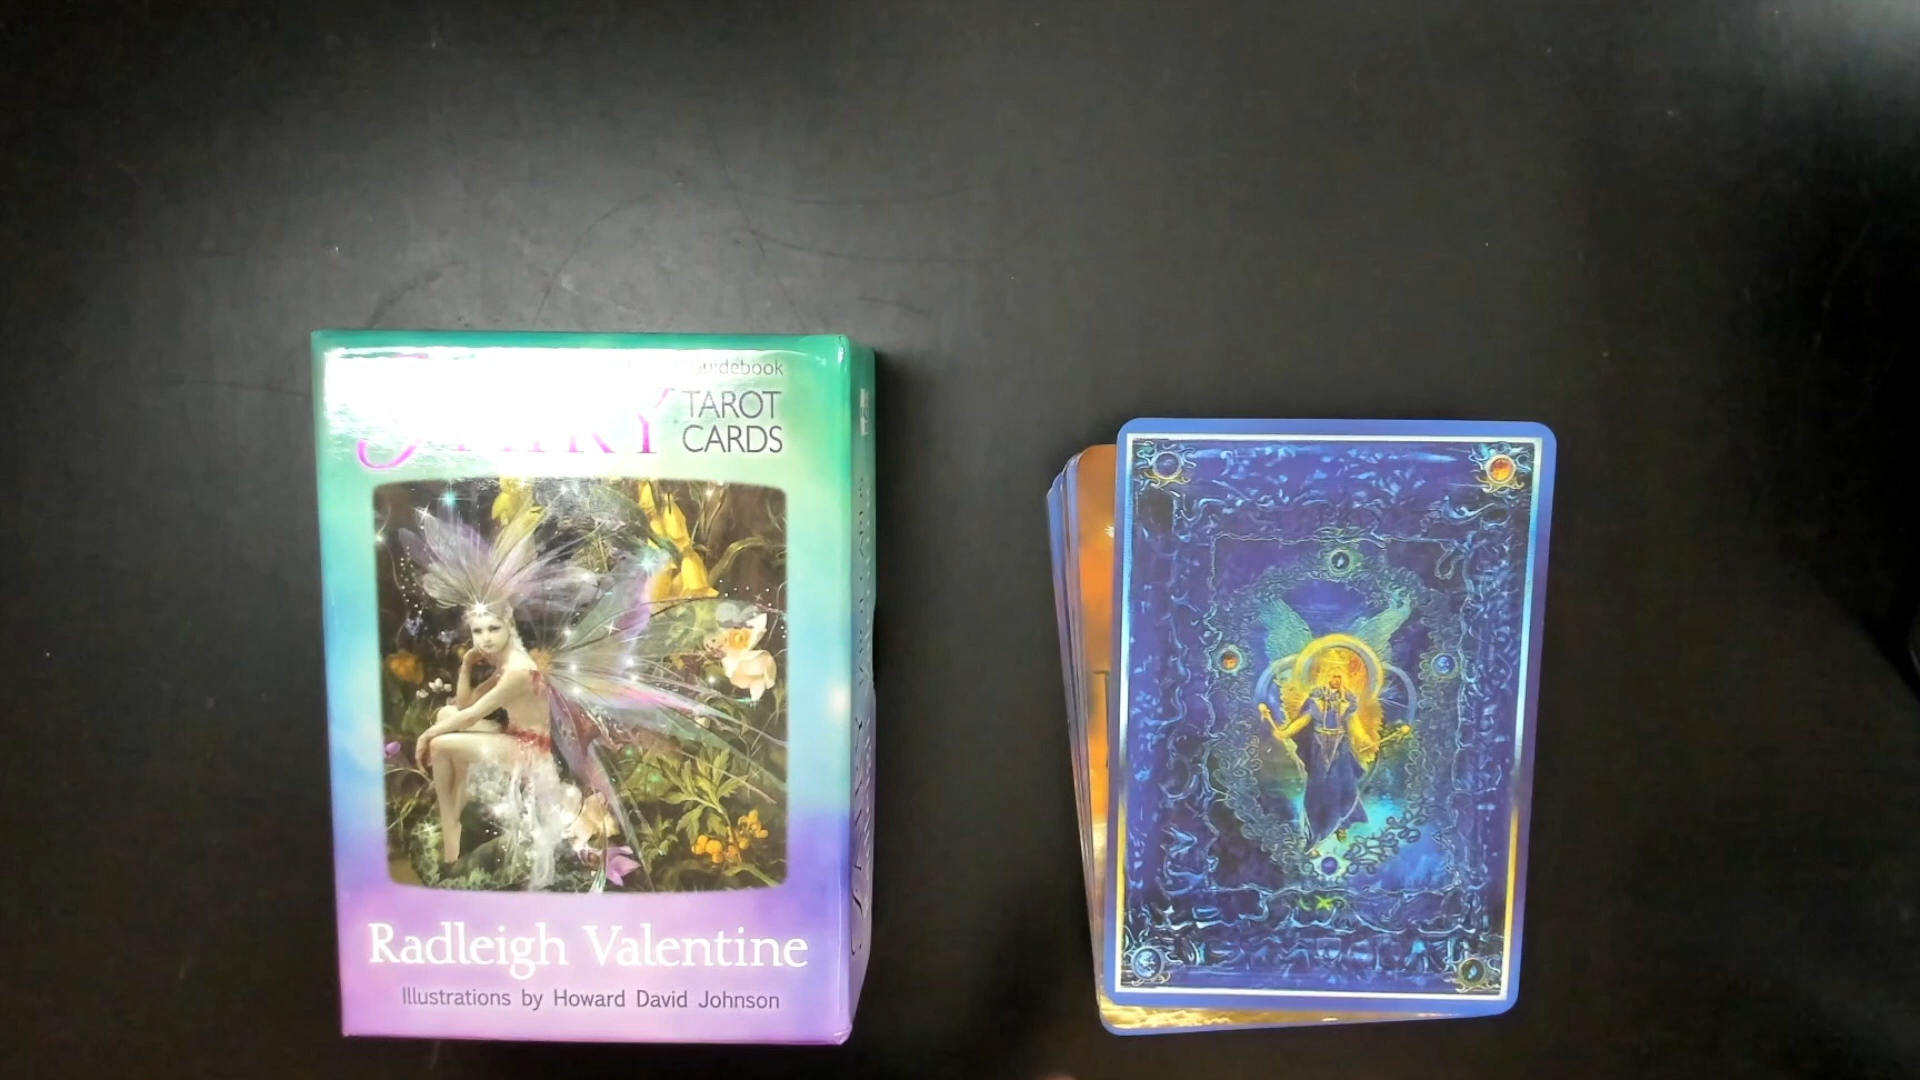 Guidebook
TAROT
CARDS
Radleigh Valentine
Illustrations by Howard David Johnson